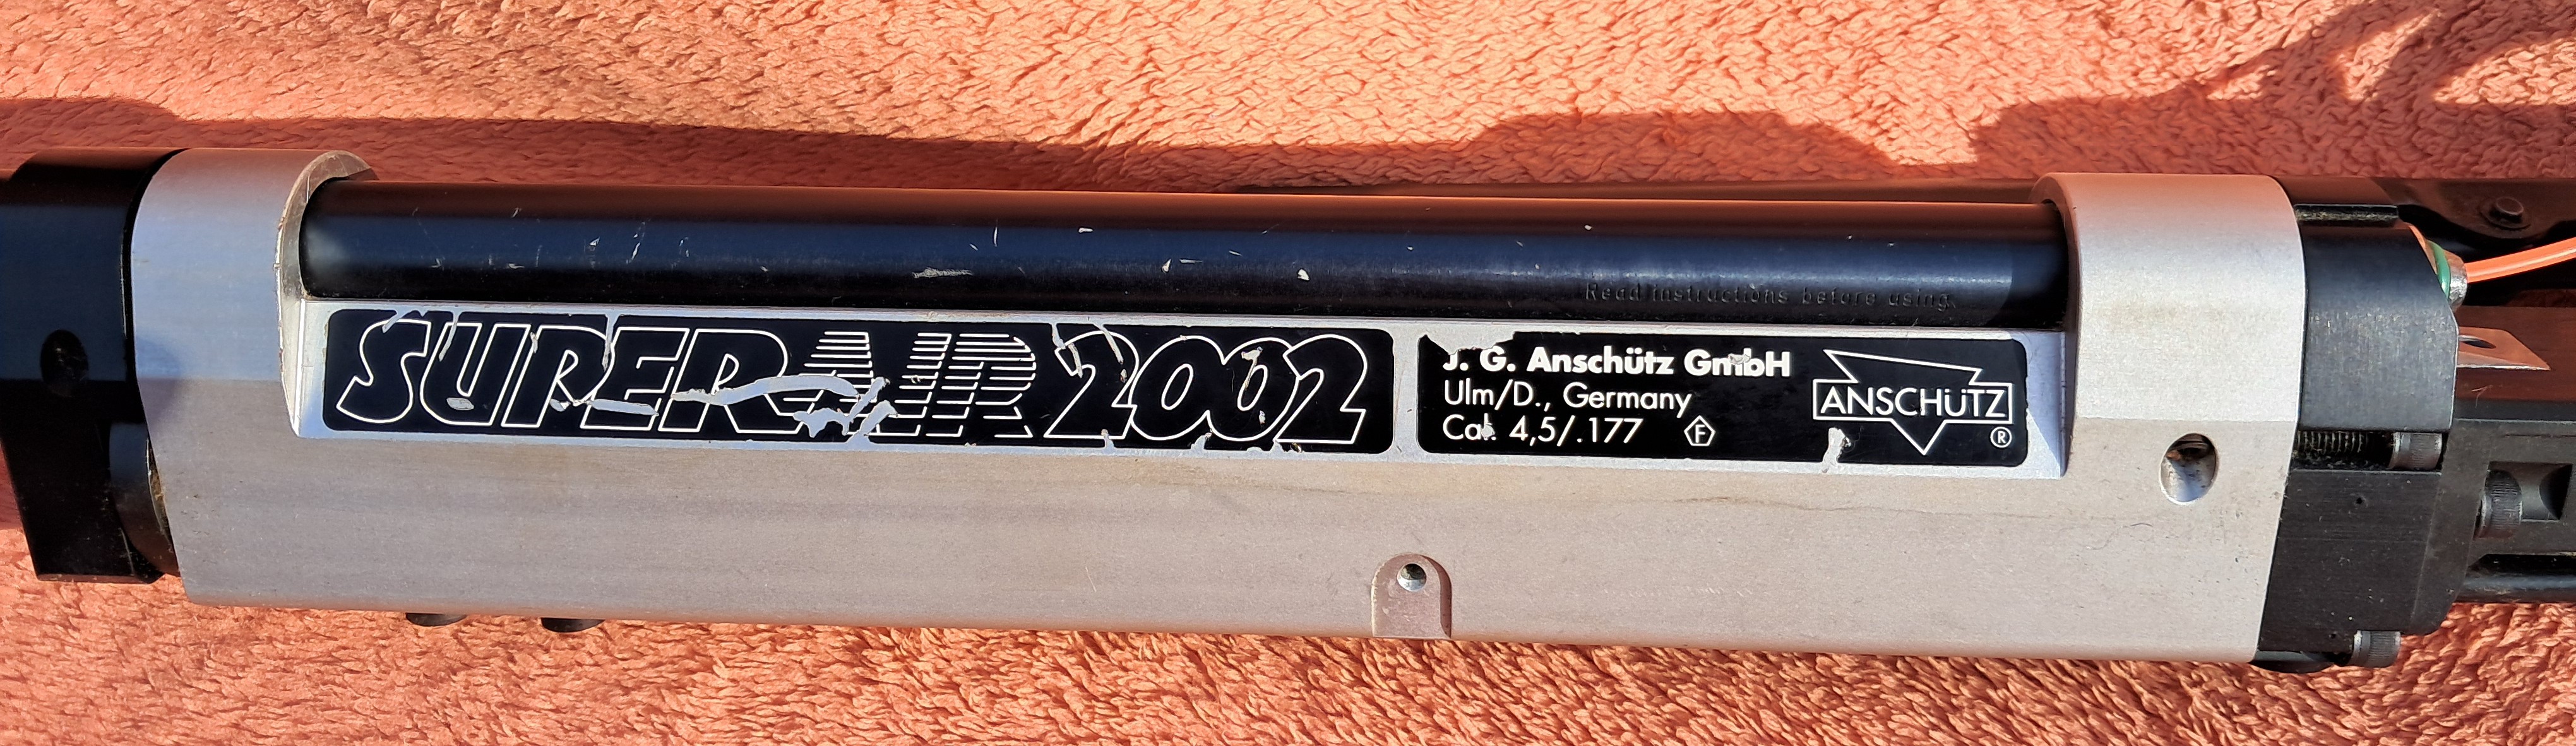 Read instructions before using.
SUPERAIR 2002
J. G. Anschütz GmbH
Ulm/D., Germany
Cal. 4,5/.177 F
ANSCHÜTZ
®